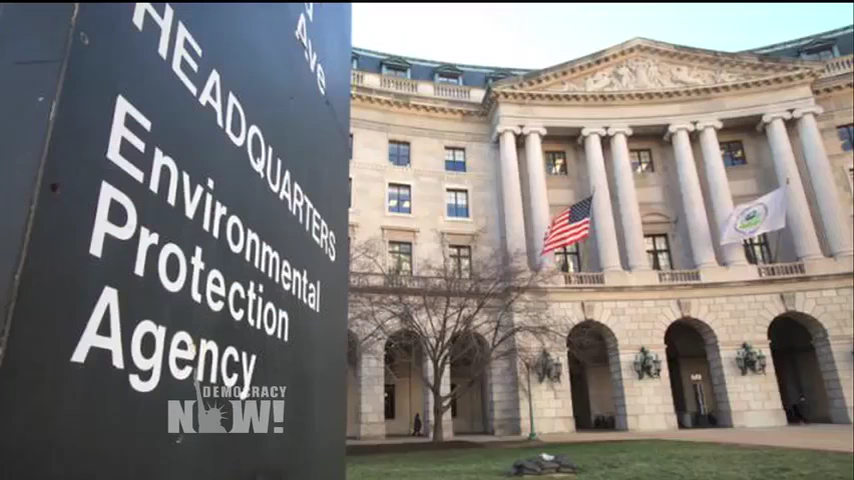 Ave
HEADQUARTERS
Environmental
Protection
Agency
DEMOCRACY
NOW!